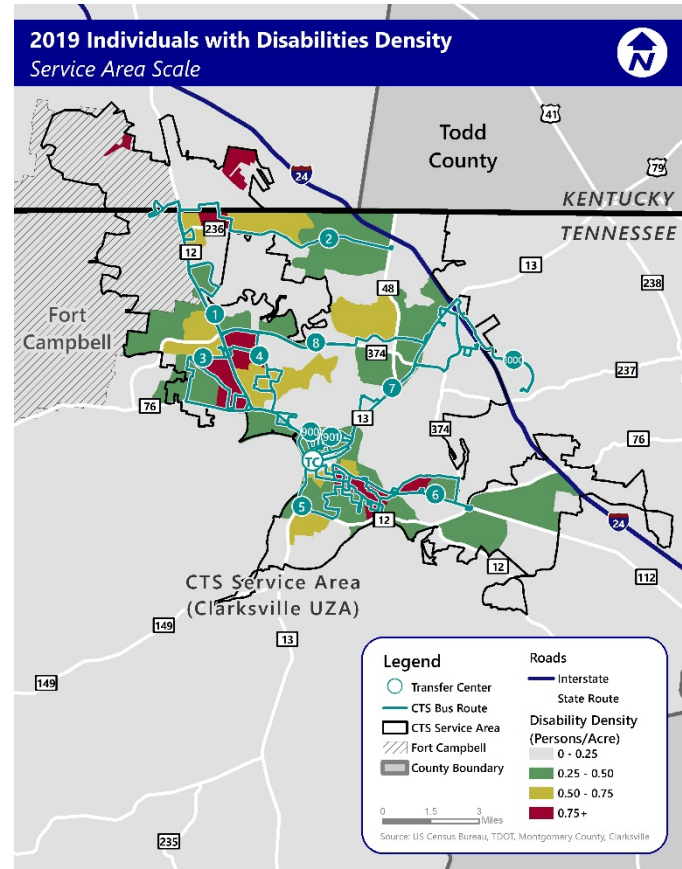 2019 Individuals with Disabilities Density
Service Area Scale
N
41
Todd
County
79
24
KENTUCKY
TENNESSEE
236
2
12
13
238
48
Fort
Campbell
1
8
3
4
374
1000
237
7
76
13
374
76
900
901
TC
6
5
12
24
12
112
CTS Service Area
(Clarksville UZA)
149
13
149
235
Legend
Transfer Center
CTS Bus Route
CTS Service Area
Fort Campbell
County Boundary
0 1.5 3
Miles
Roads
Interstate
State Route
Disability Density
(Persons/Acre)
0 - 0.25
0.25 - 0.50
0.50 - 0.75
0.75+
Source: US Census Bureau, TDOT, Montgomery County, Clarksville